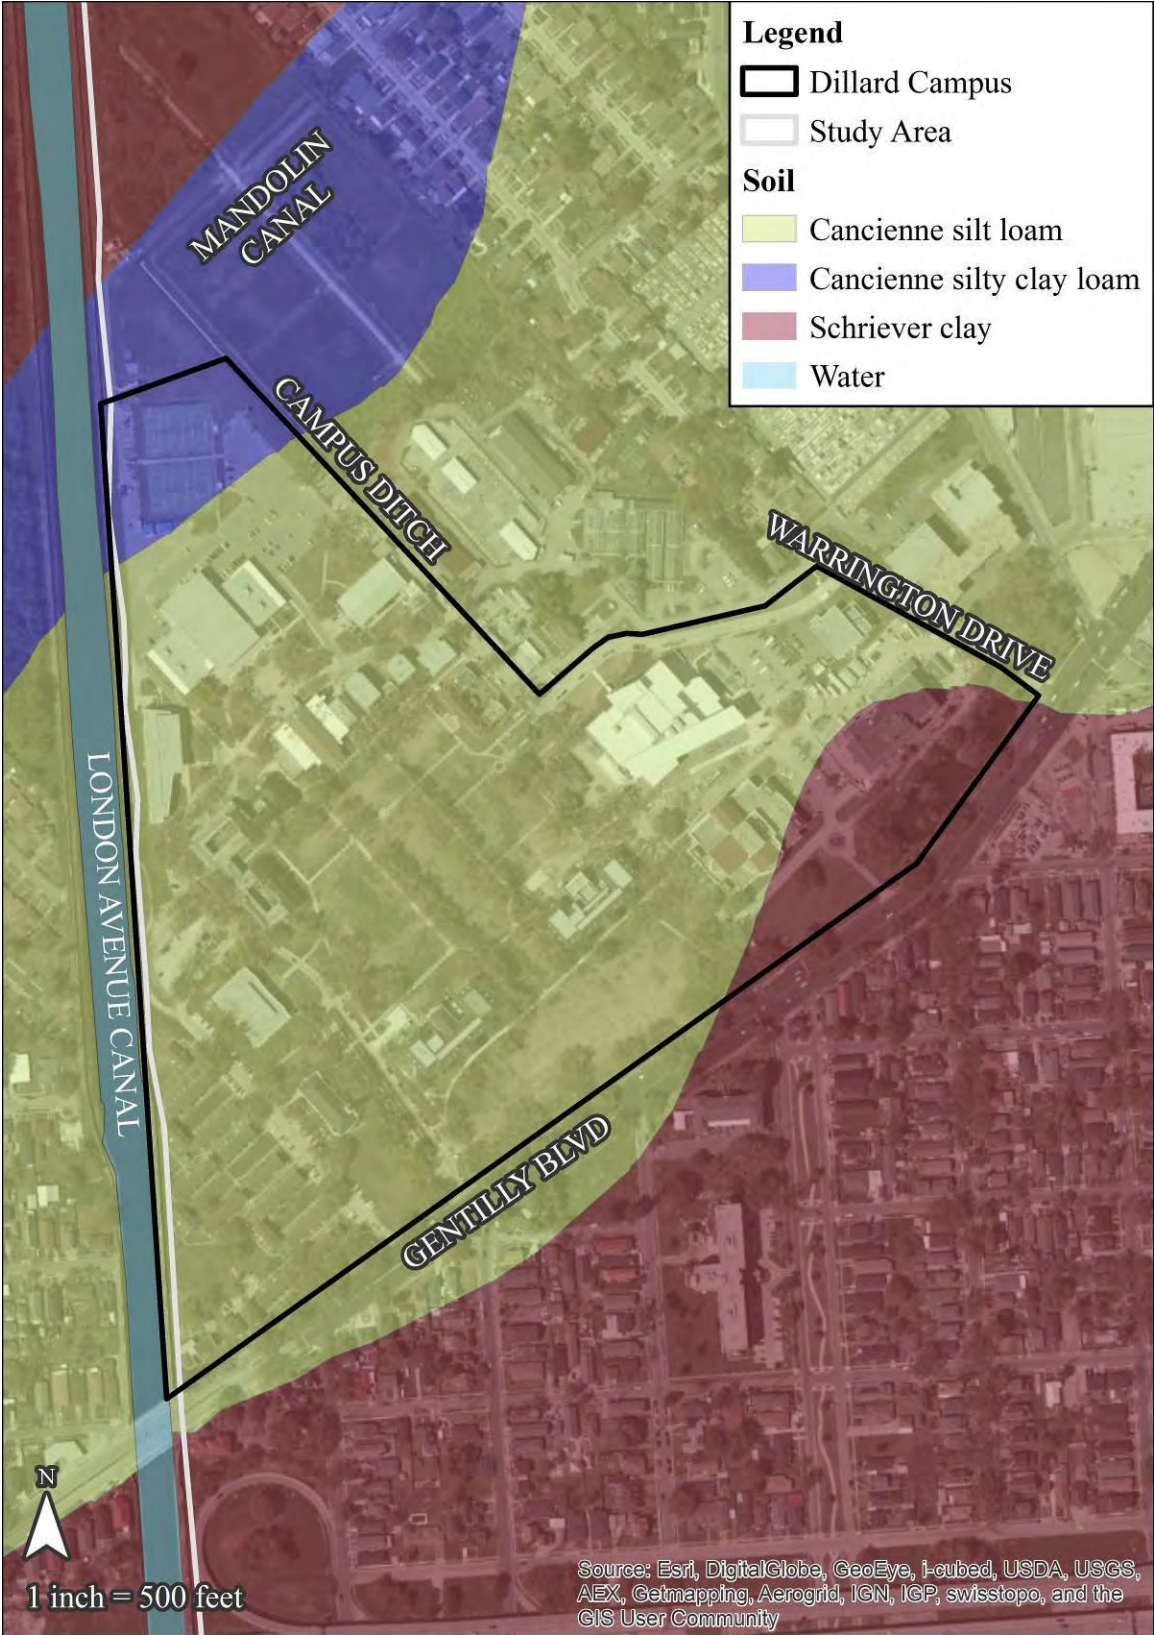 Legend
Dillard Campus
Study Area
Soil
Cancienne silt loam
Cancienne silty clay loam
Schriever clay
Water
MANDOLIN
CANAL
CAMPUS DITCH
WARRINGTON DRIVE
LONDON AVENUE CANAL
GENTILLY BLVD
N
1 inch = 500 feet
Source: Esri, DigitalGlobe, GeoEye, i-cubed, USDA, USGS,
AEX, Getmapping, Aerogrid, IGN, IGP, swisstopo, and the
GIS User Community